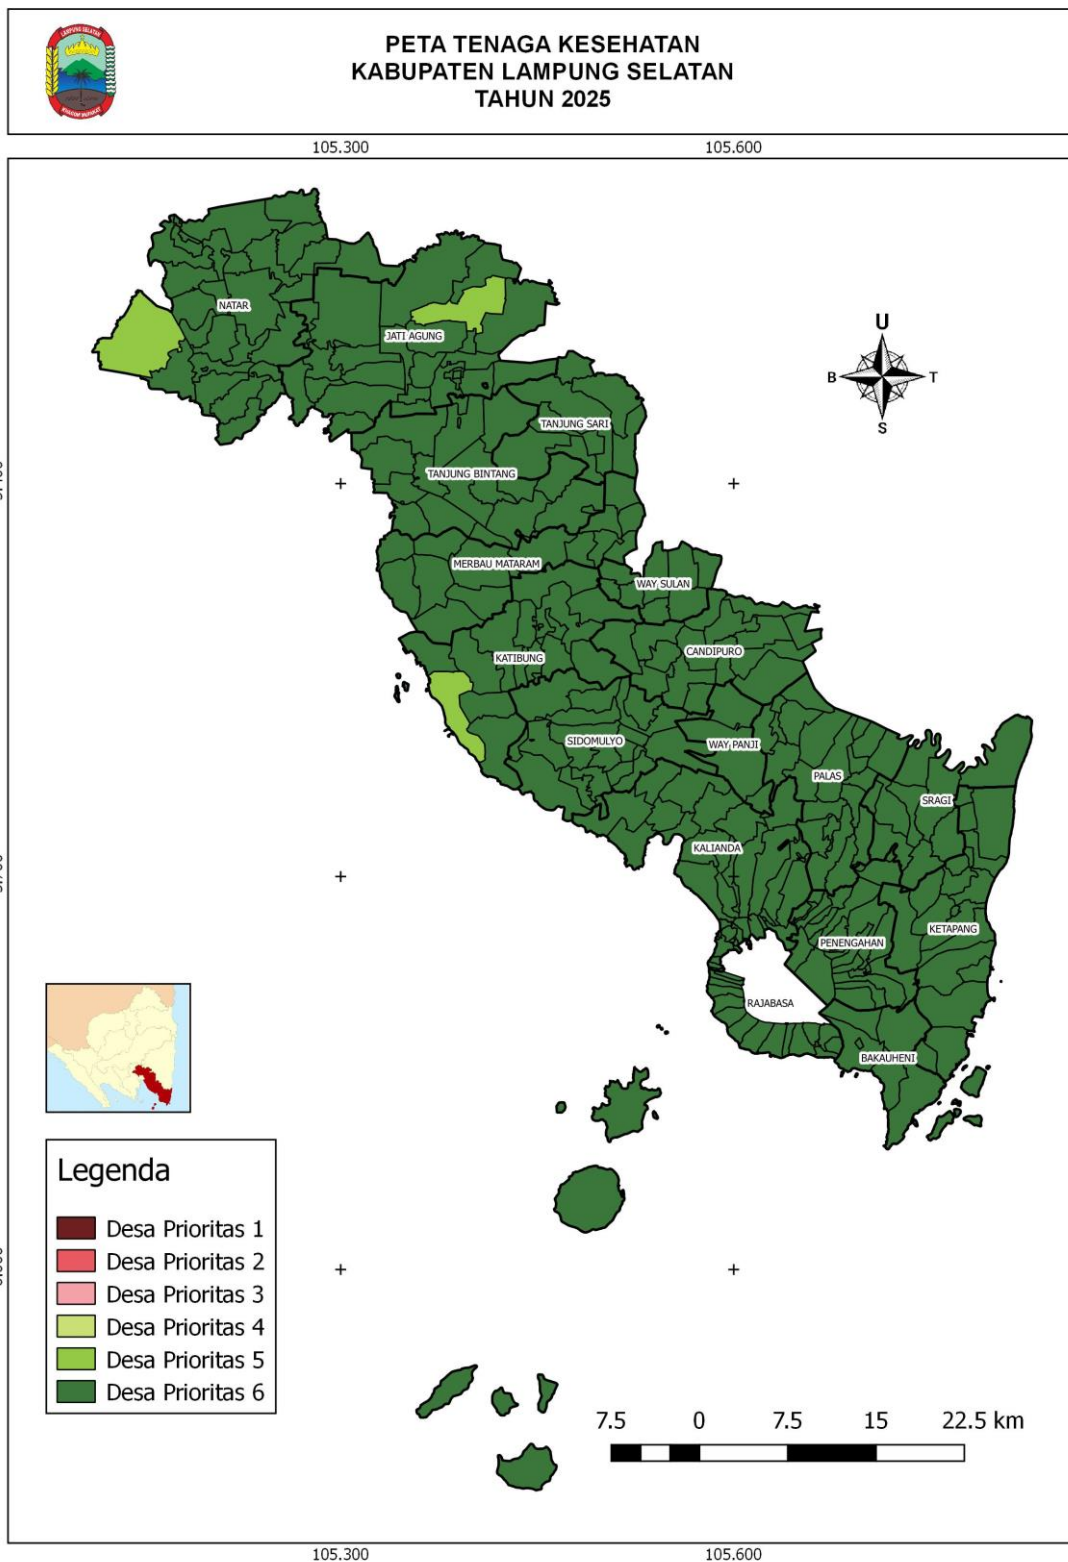 LAMPUNG SELATAN
PETA TENAGA KESEHATAN
KABUPATEN LAMPUNG SELATAN
TAHUN 2025
105.300
105.600
NATAR
JATI AGUNG
U
B
T
S
TANJUNG SARI
TANJUNG BINTANG
MERBAU MATARAM
WAY SULAN
KATIBUNG
CANDIPURO
SIDOMULYO
WAY PANJI
PALAS
SRAGI
KALIANDA
PENENGAHAN
KETAPANG
RAJABASA
BAKAUHENI
Legenda
Desa Prioritas 1
Desa Prioritas 2
Desa Prioritas 3
Desa Prioritas 4
Desa Prioritas 5
Desa Prioritas 6
7.5 0 7.5 15 22.5 km
105.300
105.600